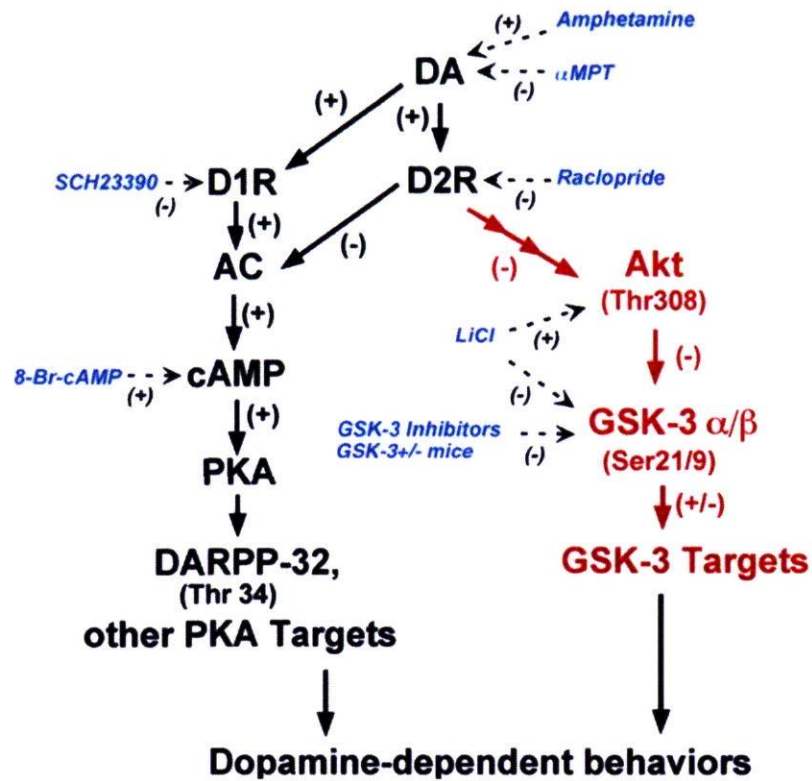 Amphetamine
(+)
DA
αMPT
(-)
(+)
(+)
SCH23390
(-)
D1R
D2R
Raclopride
(-)
(+)
(-)
(-)
AC
Akt
(Thr308)
(+)
LiCl
(+)
(-)
8-Br-cAMP
(+)
cAMP
(-)
(+)
GSK-3 Inhibitors
GSK-3+/- mice
(-)
GSK-3 α/β
(Ser21/9)
PKA
(+/-)
DARPP-32,
(Thr 34)
other PKA Targets
GSK-3 Targets
Dopamine-dependent behaviors